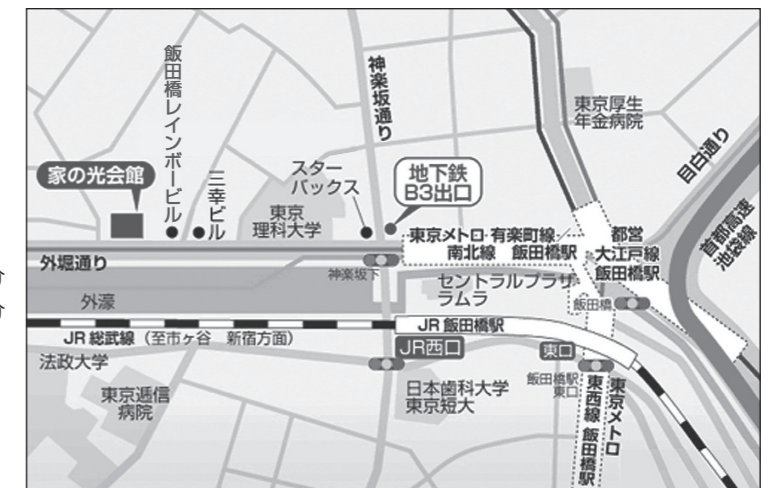 飯田橋レインボービル
神楽坂通り
東京厚生
年金病院
目白通り
首都高速
池袋線
家の光会館
三幸ビル
スター
バックス
地下鉄
B3出口
東京
理科大学
東京メトロ 有楽町線
南北線 飯田橋駅
都営
大江戸線
飯田橋駅
外堀通り
神楽坂下
セントラルプラザ
ラムラ
飯田橋
外濠
JR 飯田橋駅
JR 総武線（至市ヶ谷 新宿方面）
JR西口
東口
法政大学
飯田橋駅
東口
東京逓信
病院
日本歯科大学
東京短大
東京メトロ
東西線 飯田橋駅
分
分